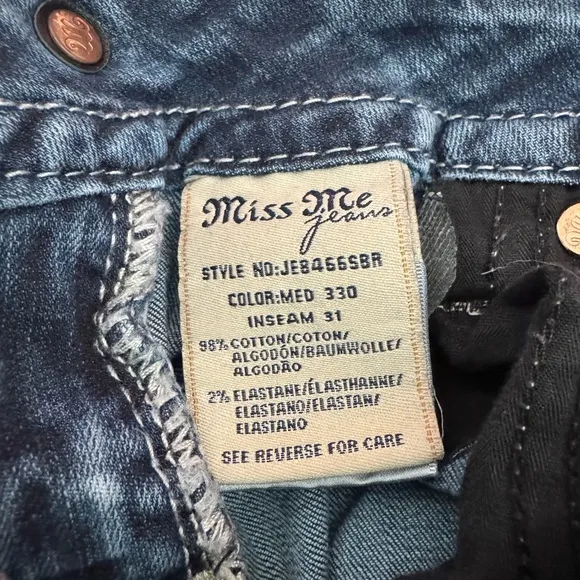 Miss Me
jeans
STYLE NO:JE8466SBR
COLOR:MED 330
INSEAM 31
98% COTTON/COTON/
ALGODÓN/BAUMWOLLE/
ALGODÃO
2% ELASTANE/ÉLASTHANNE/
ELASTANO/ELASTAN/
ELASTANO
SEE REVERSE FOR CARE